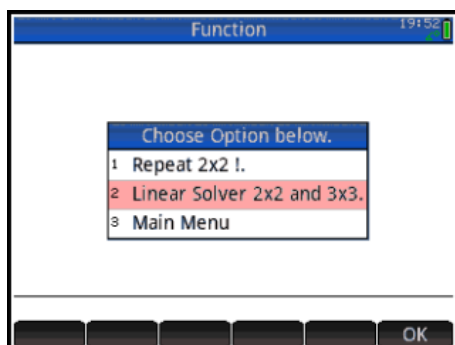 Function 19:52
Choose Option below.
1 Repeat 2x2 !.
2 Linear Solver 2x2 and 3x3.
3 Main Menu
OK